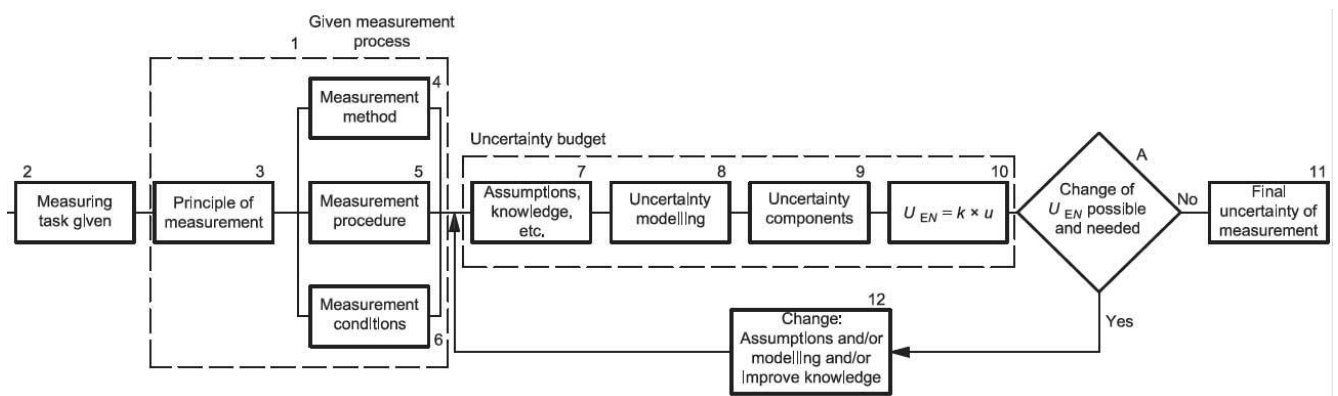 Given measurement
process
1
4
Measurement
method
Uncertainty budget
2
Measuring
task given
3
Principle of
measurement
5
Measurement
procedure
7
Assumptions,
knowledge,
etc.
8
Uncertainty
modelling
9
Uncertainty
components
10
U EN = k × u
A
Change of
U EN possible
and needed
No
11
Final
uncertainty of
measurement
Measurement
conditions
6
Yes
12
Change:
Assumptions and/or
modelling and/or
improve knowledge